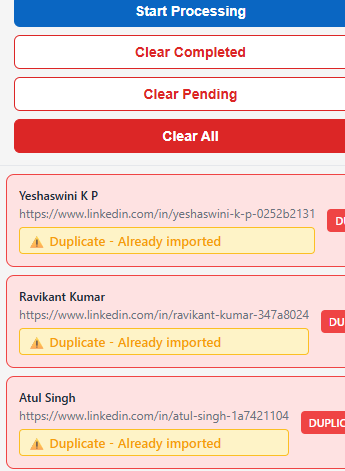 Start Processing
Clear Completed
Clear Pending
Clear All
Yeshaswini K P
https://www.linkedin.com/in/yeshaswini-k-p-0252b2131
DU
⚠️ Duplicate - Already imported
Ravikant Kumar
https://www.linkedin.com/in/ravikant-kumar-347a8024
DU
⚠️ Duplicate - Already imported
Atul Singh
https://www.linkedin.com/in/atul-singh-1a7421104
DUPLIC
⚠️ Duplicate - Already imported